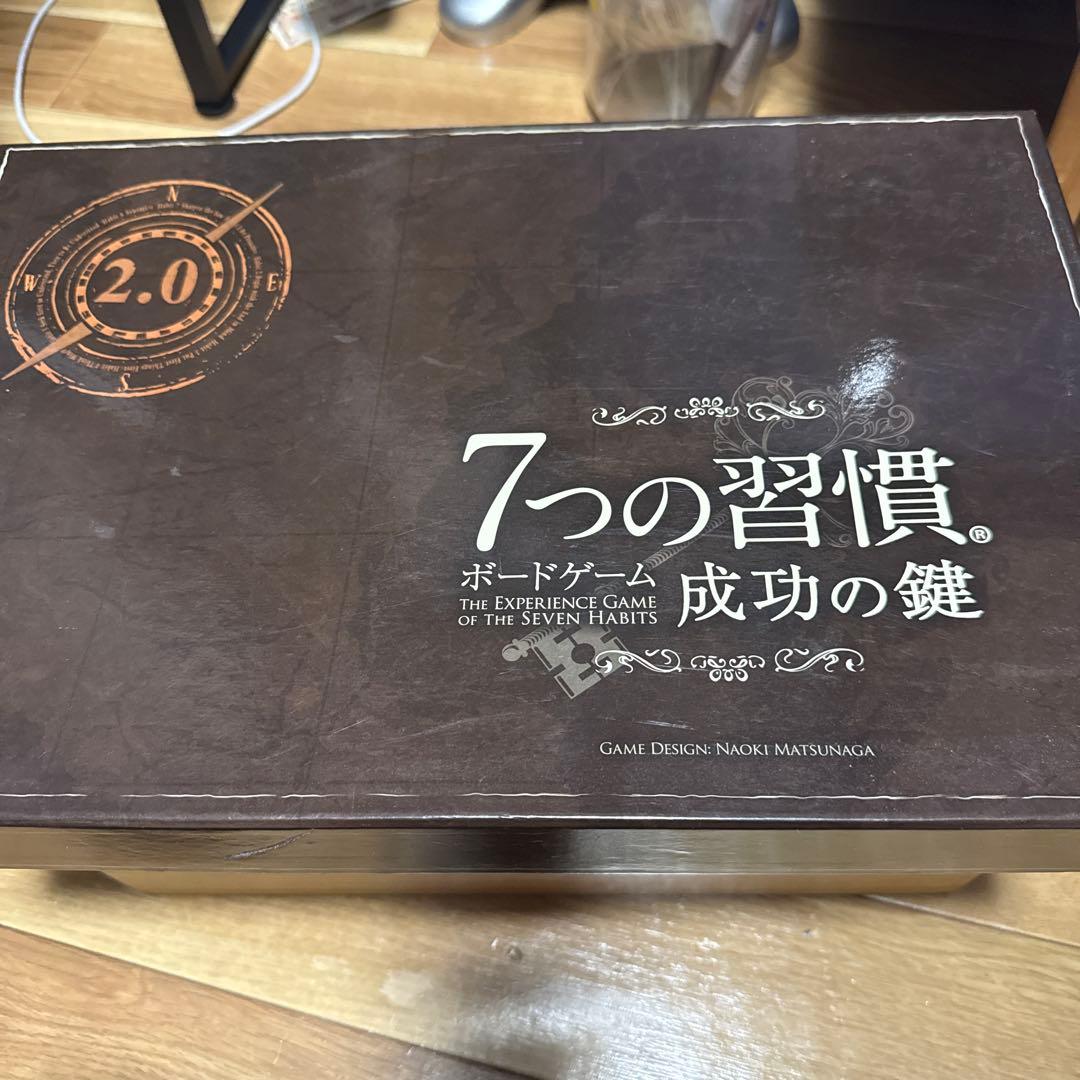 N
W
2.0
E
S
7つの習慣®
ボードゲーム
THE EXPERIENCE GAME
OF THE SEVEN HABITS
成功の鍵
GAME DESIGN: NAOKI MATSUNAGA